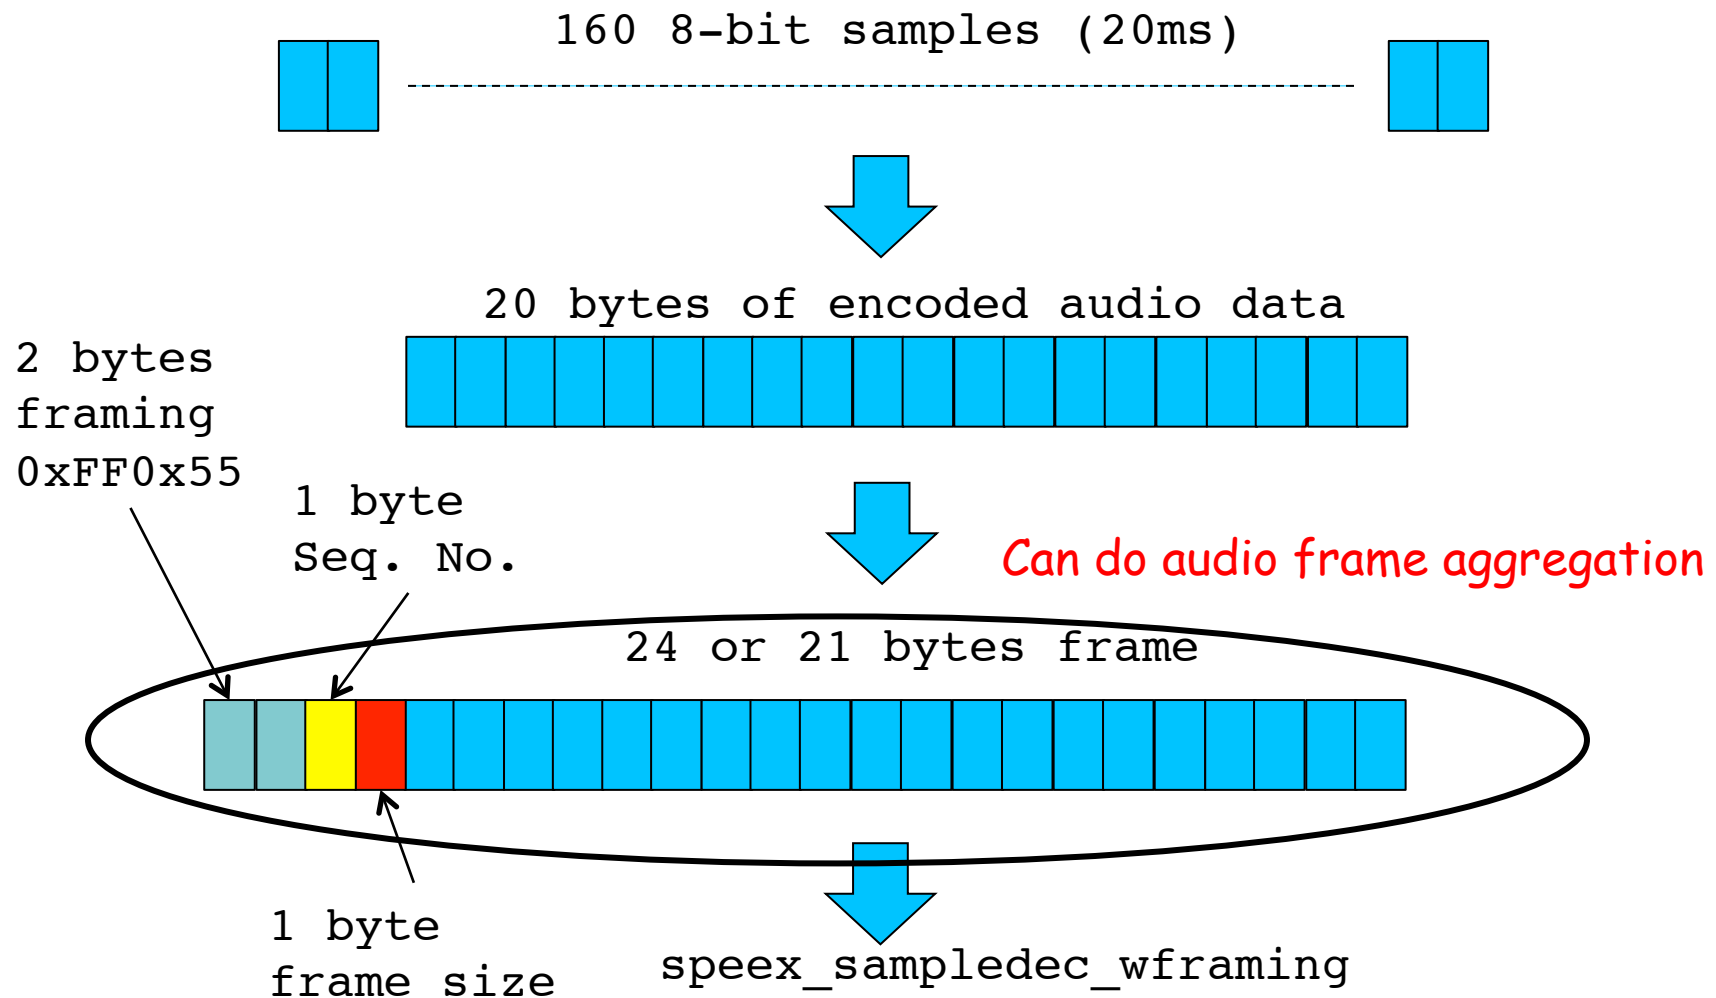 160 8-bit samples (20ms)
20 bytes of encoded audio data
2 bytes
framing
0xFF0x55
1 byte
Seq. No.
Can do audio frame aggregation
24 or 21 bytes frame
1 byte
frame size
speex_sampledec_wframing